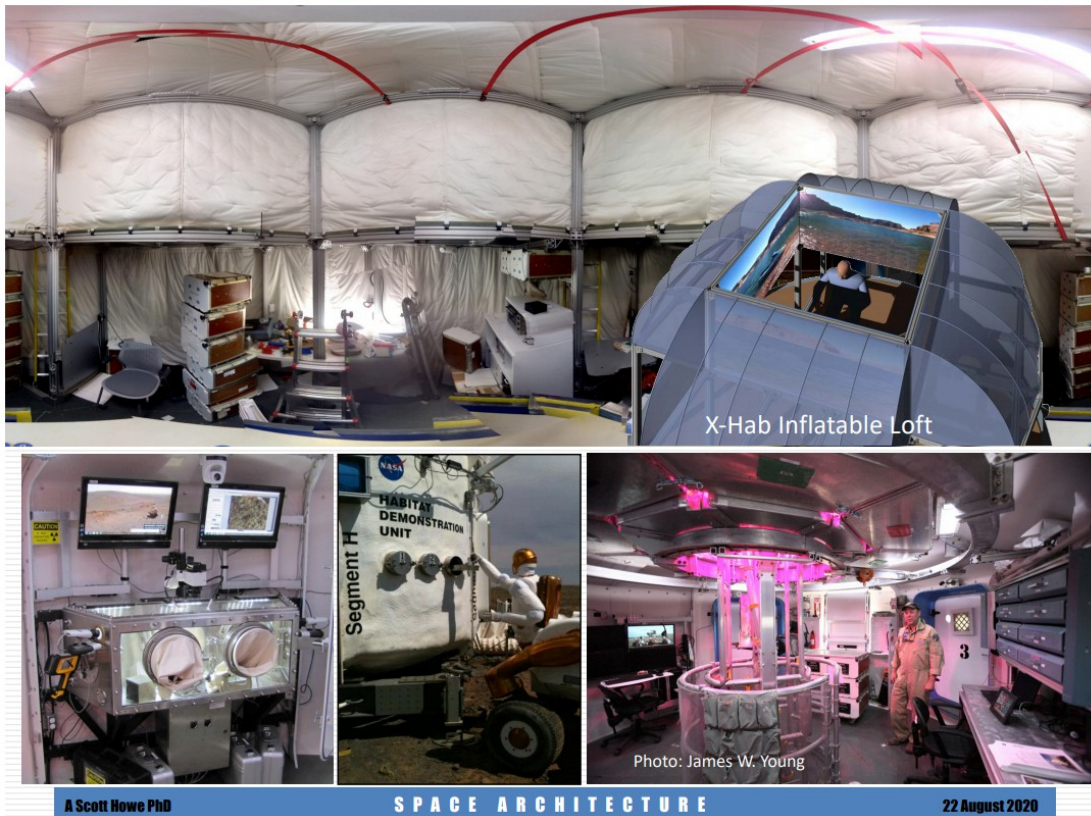 X-Hab Inflatable Loft
CAUTION
NASA
HABITAT
DEMONSTRATION
UNIT
Segment H
3
Photo: James W. Young
A Scott Howe PhD
SPACE ARCHITECTURE
22 August 2020